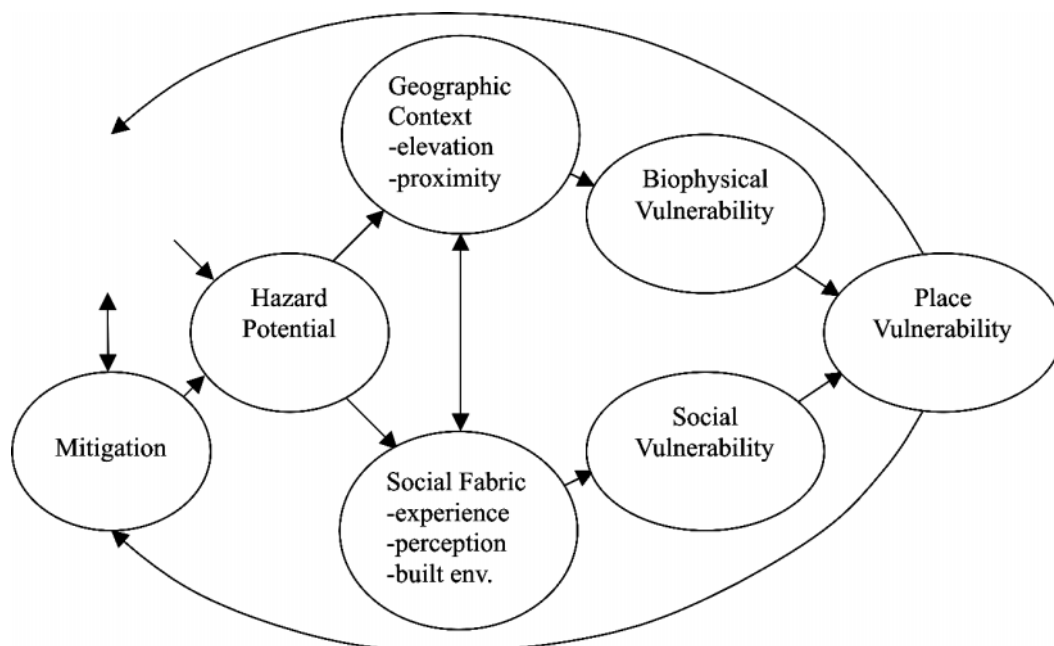 Geographic
Context
-elevation
-proximity
Biophysical
Vulnerability
Hazard
Potential
Place
Vulnerability
Mitigation
Social Fabric
-experience
-perception
-built env.
Social
Vulnerability